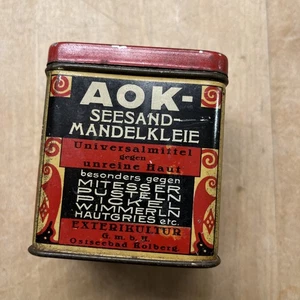 AOK-
SEESAND-
MANDELKLEIE
Universalmittel
gegen
unreine Haut
besonders gegen
MITESSER
PUSTELN
PICKEL
WIMMERLN
HAUTGRIES etc.
EXTERIKULTUR
G.m.b.H.
Ostseebad Kolberg